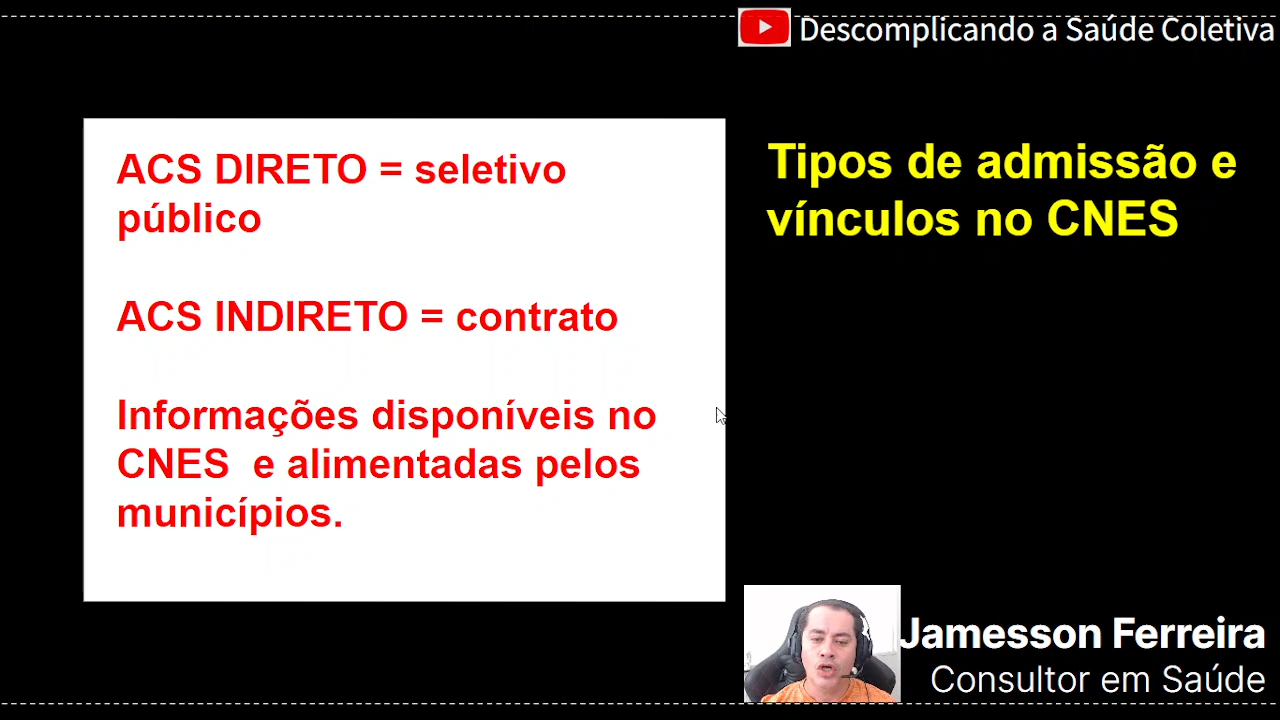 Descomplicando a Saúde Coletiva
ACS DIRETO = seletivo
público
ACS INDIRETO = contrato
Informações disponíveis no
CNES  e alimentadas pelos
municípios.
Tipos de admissão e
vínculos no CNES
Jamesson Ferreira
Consultor em Saúde